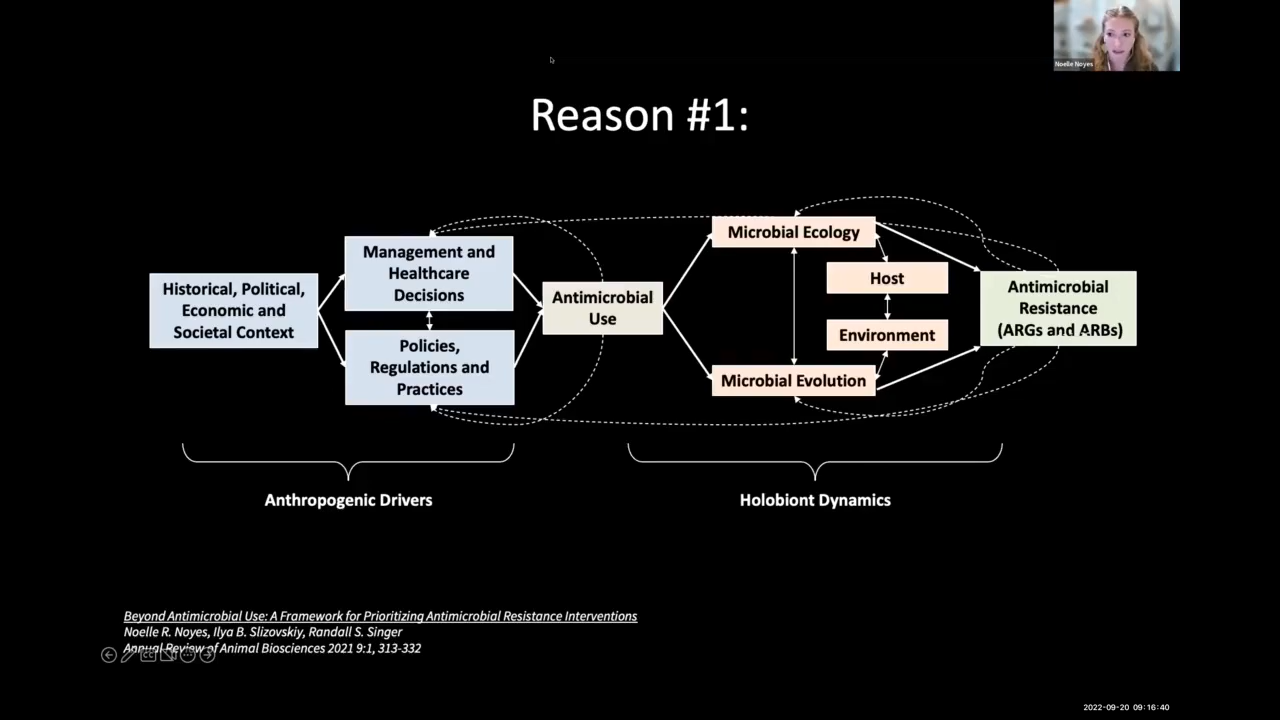 Noelle Noyes
Reason #1:
Historical, Political,
Economic and
Societal Context
Management and
Healthcare
Decisions
Policies,
Regulations and
Practices
Antimicrobial
Use
Microbial Ecology
Host
Environment
Microbial Evolution
Antimicrobial
Resistance
(ARGs and ARBs)
Anthropogenic Drivers
Holobiont Dynamics
Beyond Antimicrobial Use: A Framework for Prioritizing Antimicrobial Resistance Interventions
Noelle R. Noyes, Ilya B. Slizovskiy, Randall S. Singer
Annual Review of Animal Biosciences 2021 9:1, 313-332
CC
2022-09-20 09:16:40